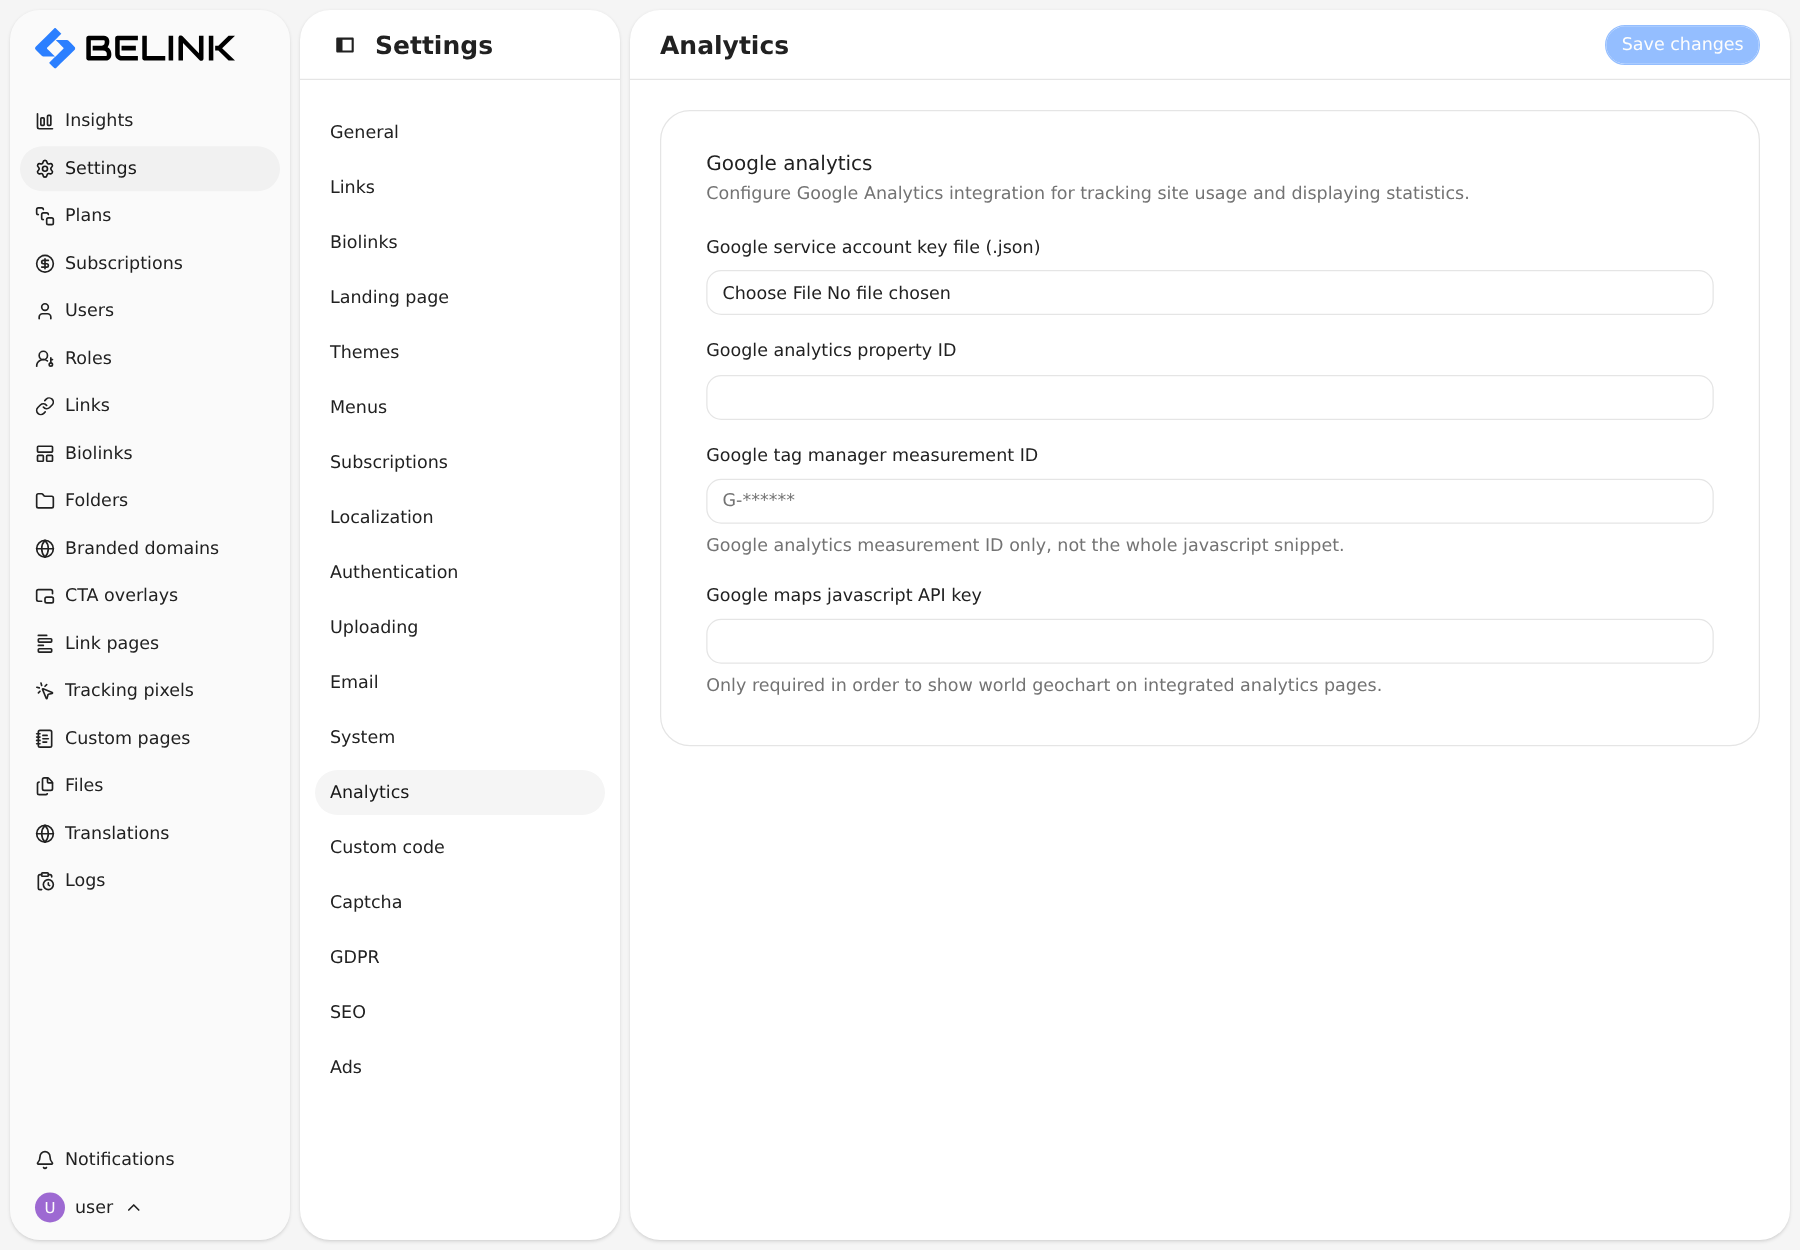 BELINK
Insights
Settings
Plans
Subscriptions
Users
Roles
Links
Biolinks
Folders
Branded domains
CTA overlays
Link pages
Tracking pixels
Custom pages
Files
Translations
Logs
Notifications
U user
Settings
General
Links
Biolinks
Landing page
Themes
Menus
Subscriptions
Localization
Authentication
Uploading
Email
System
Analytics
Custom code
Captcha
GDPR
SEO
Ads
Analytics
Save changes
Google analytics
Configure Google Analytics integration for tracking site usage and displaying statistics.
Google service account key file (.json)
Choose File No file chosen
Google analytics property ID
Google tag manager measurement ID
G-******
Google analytics measurement ID only, not the whole javascript snippet.
Google maps javascript API key
Only required in order to show world geochart on integrated analytics pages.